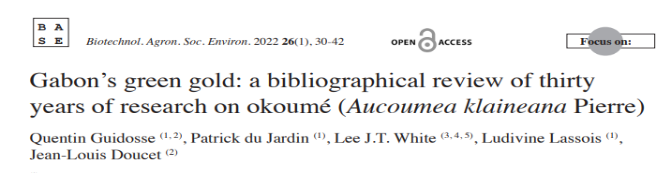 B A
S E
Biotechnol. Agron. Soc. Environ. 2022 26(1), 30-42
OPEN ACCESS
Focus on:
Gabon's green gold: a bibliographical review of thirty
years of research on okoumé (Aucoumea klaineana Pierre)
Quentin Guidosse (1, 2), Patrick du Jardin (1), Lee J.T. White (3, 4, 5), Ludivine Lassois (1),
Jean-Louis Doucet (2)